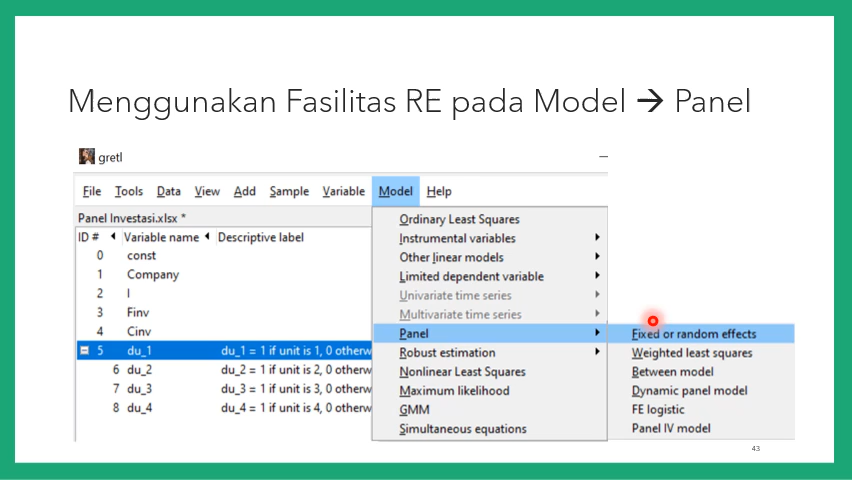 Menggunakan Fasilitas RE pada Model → Panel
gretl
File Tools Data View Add Sample Variable Model Help
Panel Investasi.xlsx *
ID # Variable name Descriptive label
0 const
1 Company
2 I
3 Finv
4 Cinv
5 du_1 du_1 = 1 if unit is 1, 0 otherw
6 du_2 du_2 = 1 if unit is 2, 0 otherw
7 du_3 du_3 = 1 if unit is 3, 0 otherw
8 du_4 du_4 = 1 if unit is 4, 0 otherw
Ordinary Least Squares
Instrumental variables
Other linear models
Limited dependent variable
Univariate time series
Multivariate time series
Panel
Robust estimation
Nonlinear Least Squares
Maximum likelihood
GMM
Simultaneous equations
Fixed or random effects
Weighted least squares
Between model
Dynamic panel model
FE logistic
Panel IV model
43